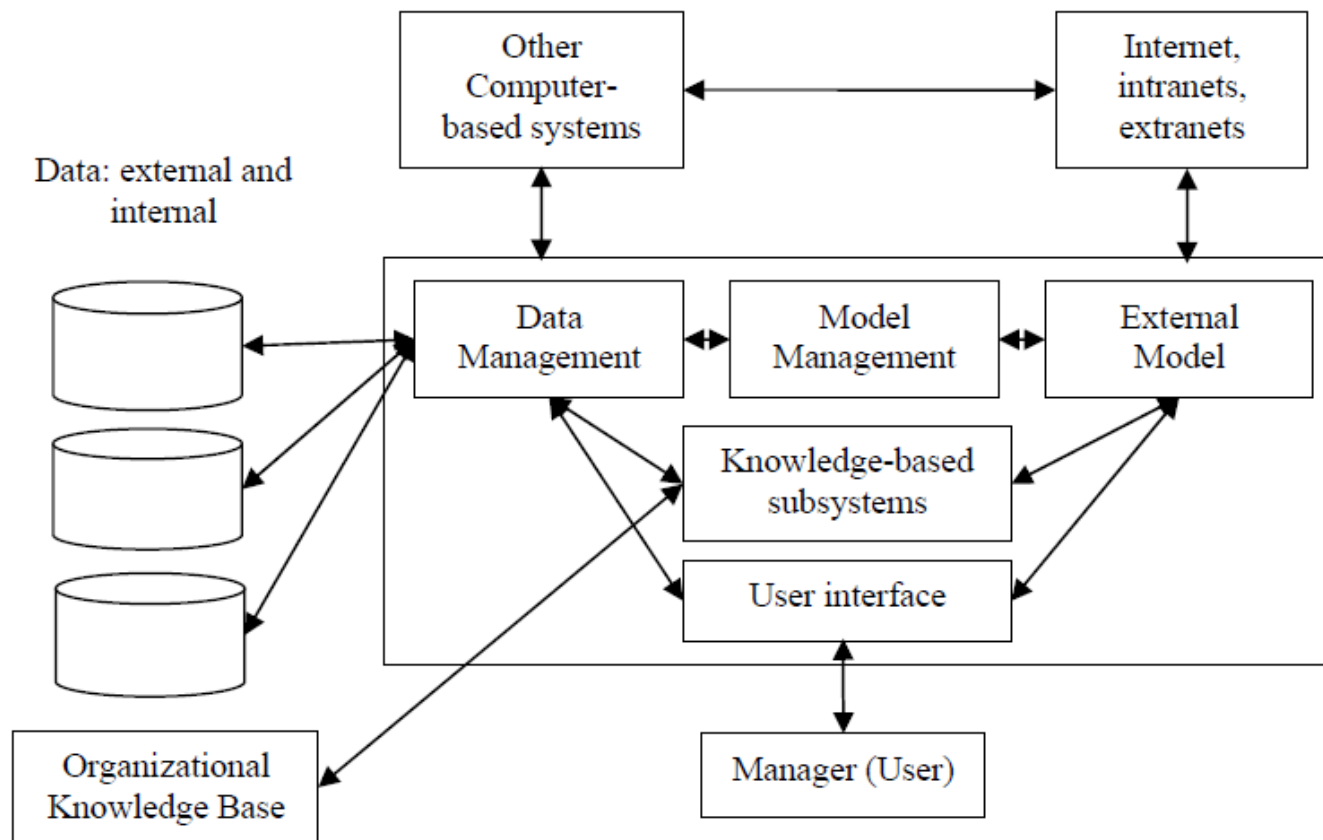 Other
Computer-
based systems
Internet,
intranets,
extranets
Data: external and
internal
Data
Management
Model
Management
External
Model
Knowledge-based
subsystems
User interface
Organizational
Knowledge Base
Manager (User)